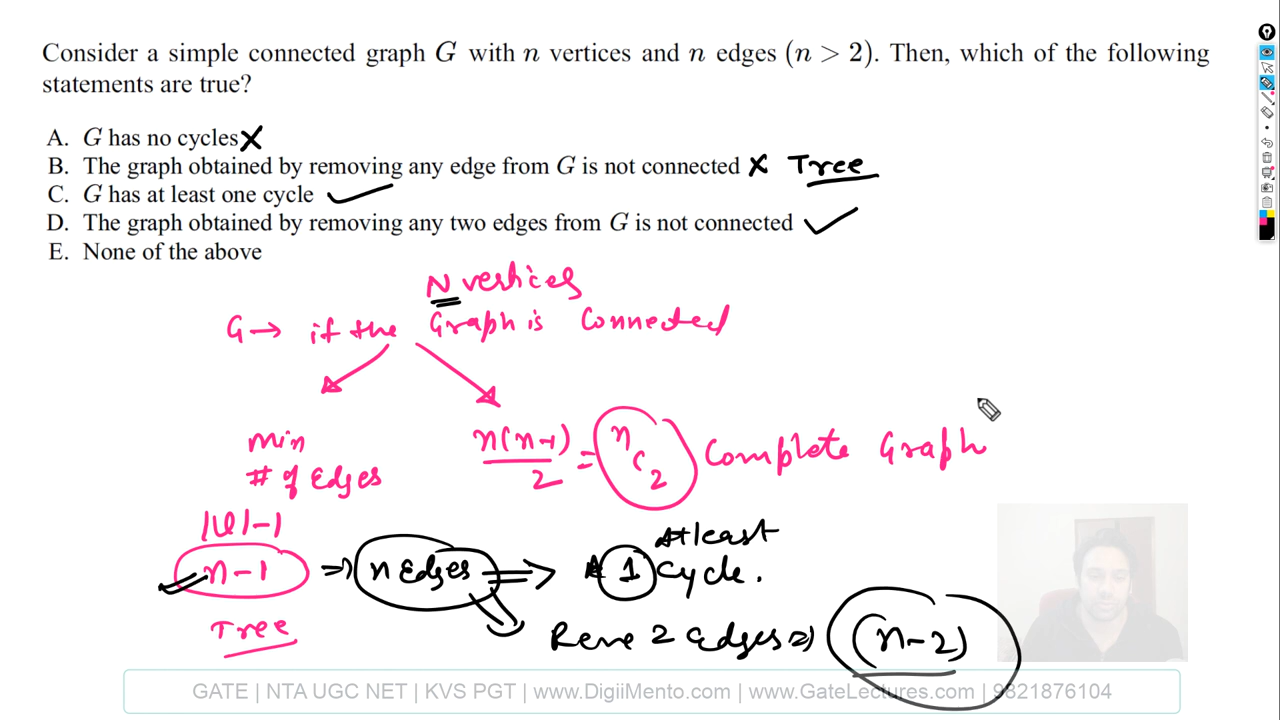 Consider a simple connected graph G with n vertices and n edges (n > 2). Then, which of the following
statements are true?
A. G has no cycles X
B. The graph obtained by removing any edge from G is not connected X Tree
C. G has at least one cycle ✓
D. The graph obtained by removing any two edges from G is not connected ✓
E. None of the above
N vertices
G → if the Graph is Connected
min
# of Edges
n(n-1)/2 = nC2 Complete Graph
|V|-1
n-1 ⇒ n Edges ⇒ 1 Cycle.
At least
Tree
Reme 2 Edges ⇒ (n-2)
GATE | NTA UGC NET | KVS PGT | www.DigiiMento.com | www.GateLectures.com | 9821876104